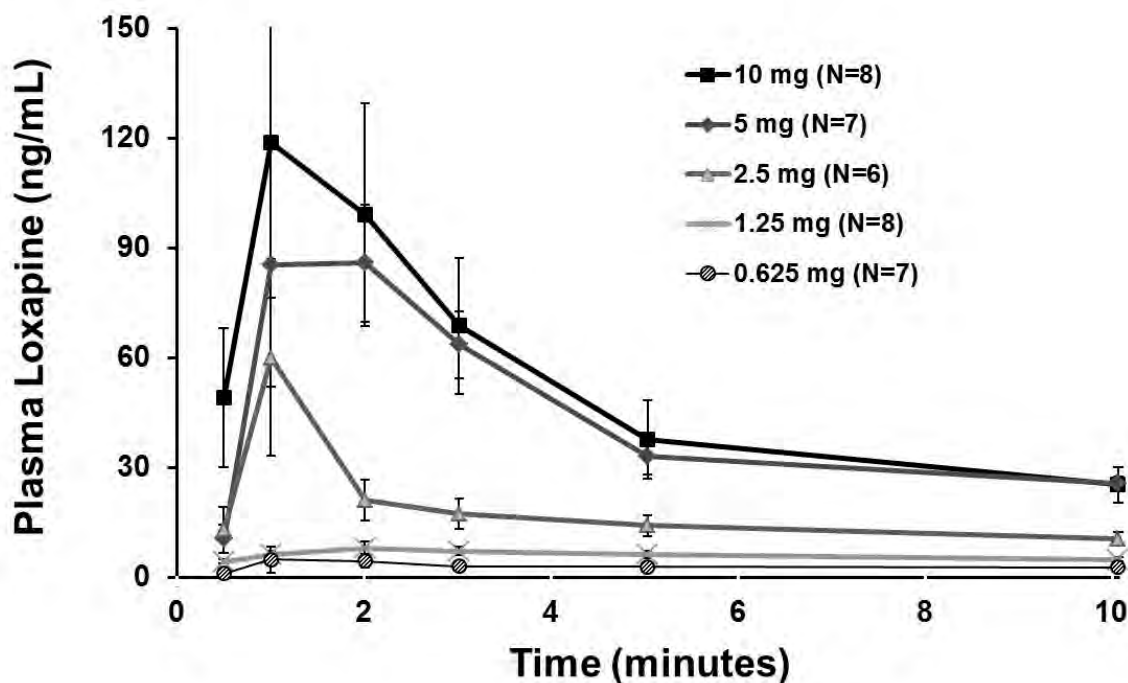 150
120
90
60
30
0
Plasma Loxapine (ng/mL)
10 mg (N=8)
5 mg (N=7)
2.5 mg (N=6)
1.25 mg (N=8)
0.625 mg (N=7)
0 2 4 6 8 10
Time (minutes)